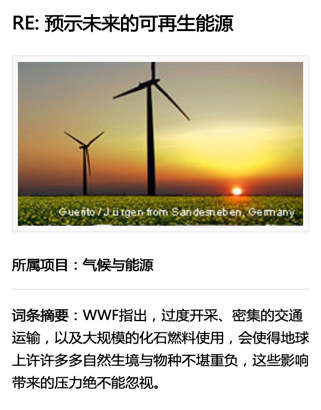 RE: 预示未来的可再生能源
Guerito / Jürgen from Sandesneben, Germany
所属项目：气候与能源
词条摘要：WWF指出，过度开采、密集的交通
运输，以及大规模的化石燃料使用，会使得地球
上许许多多自然生境与物种不堪重负，这些影响
带来的压力绝不能忽视。